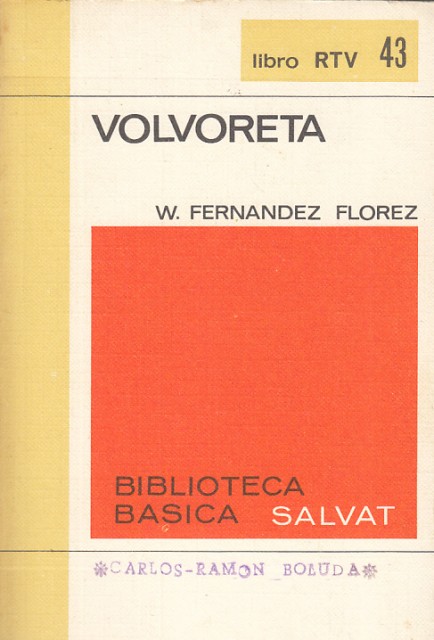 libro RTV 43
VOLVORETA
W. FERNANDEZ FLOREZ
BIBLIOTECA
BASICA SALVAT
*CARLOS-RAMON BOLUDA*